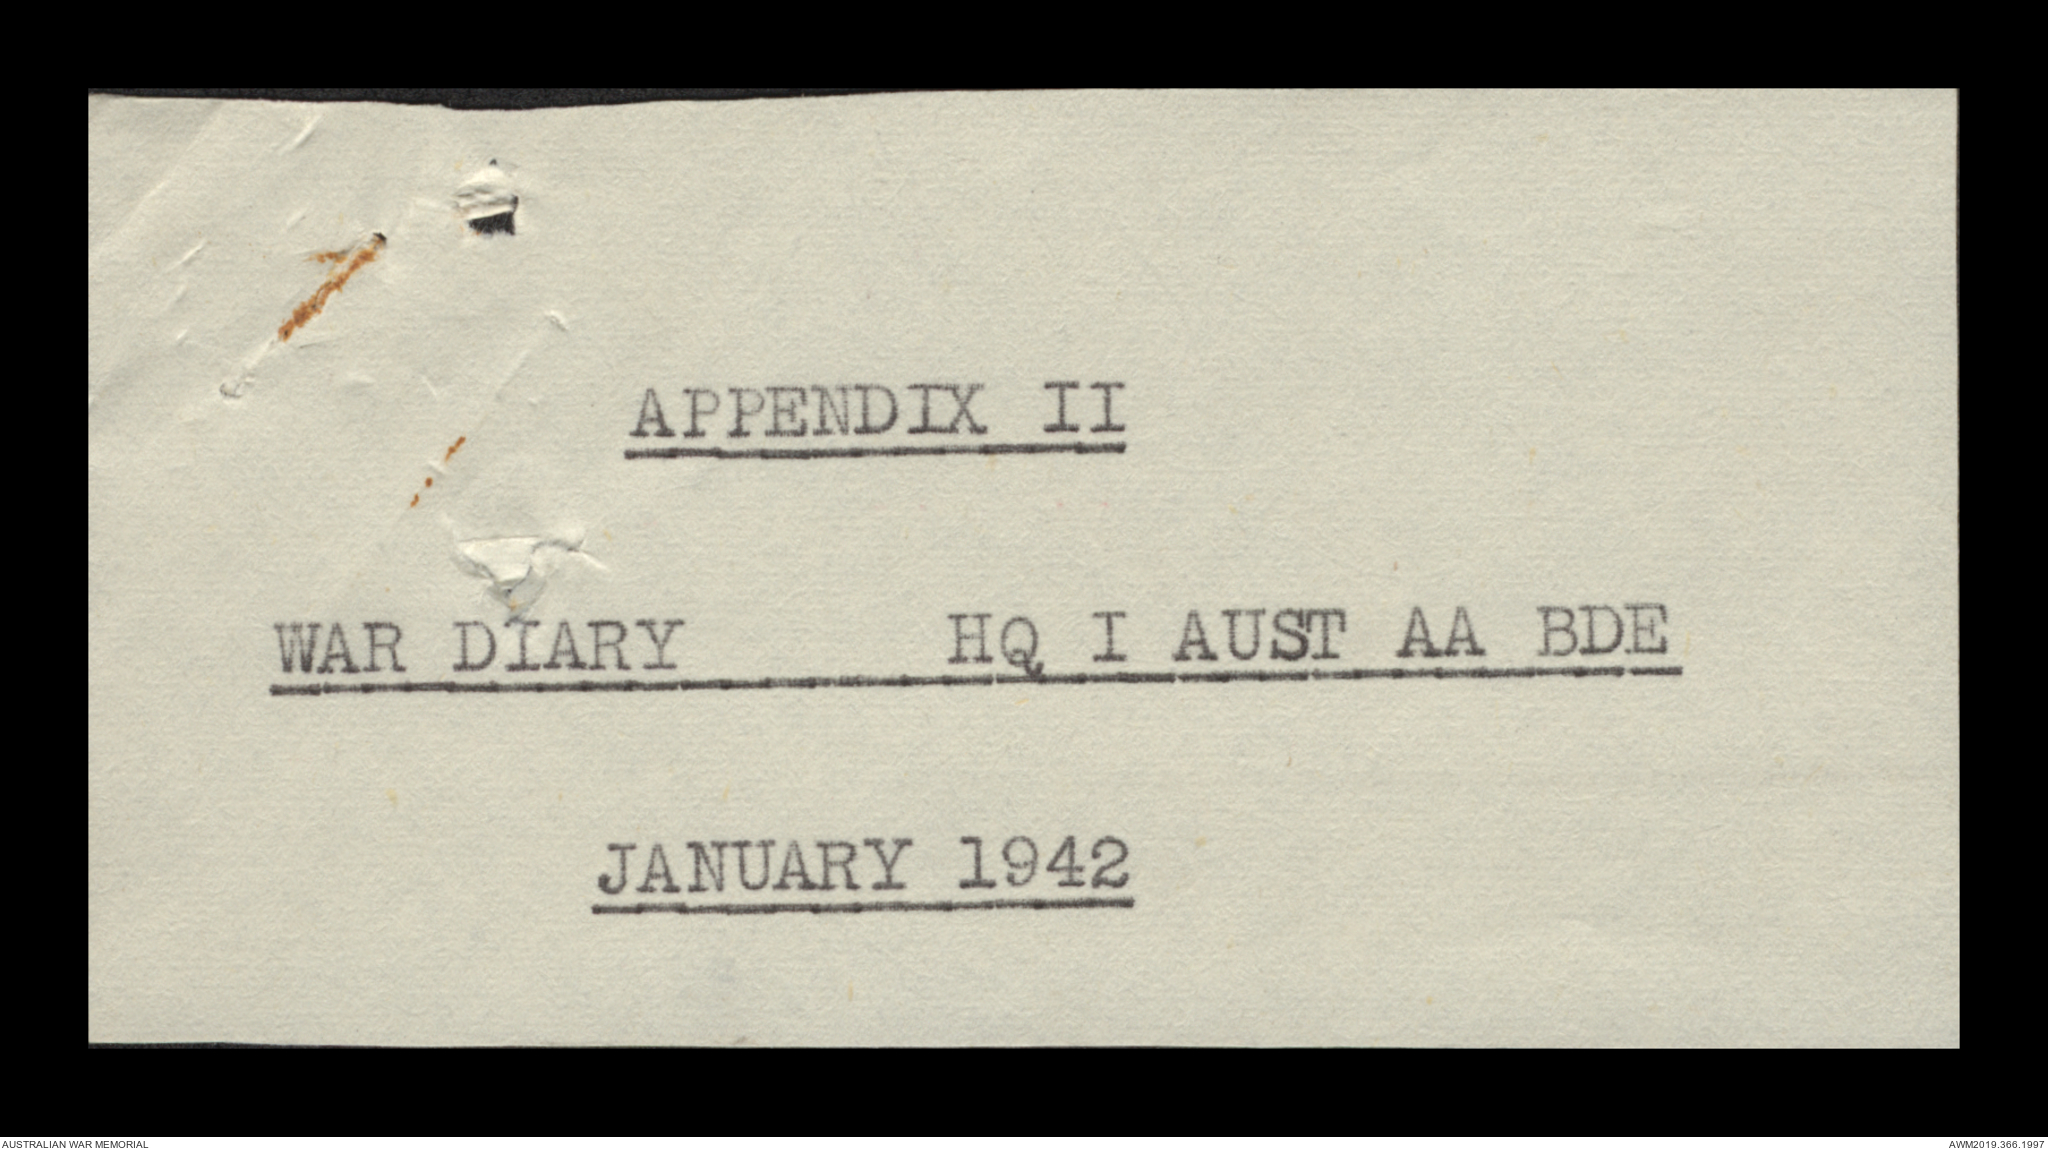 APPENDIX II
WAR DIARY HQ I AUST AA BDE
JANUARY 1942
AUSTRALIAN WAR MEMORIAL
AWM2019.366.1997